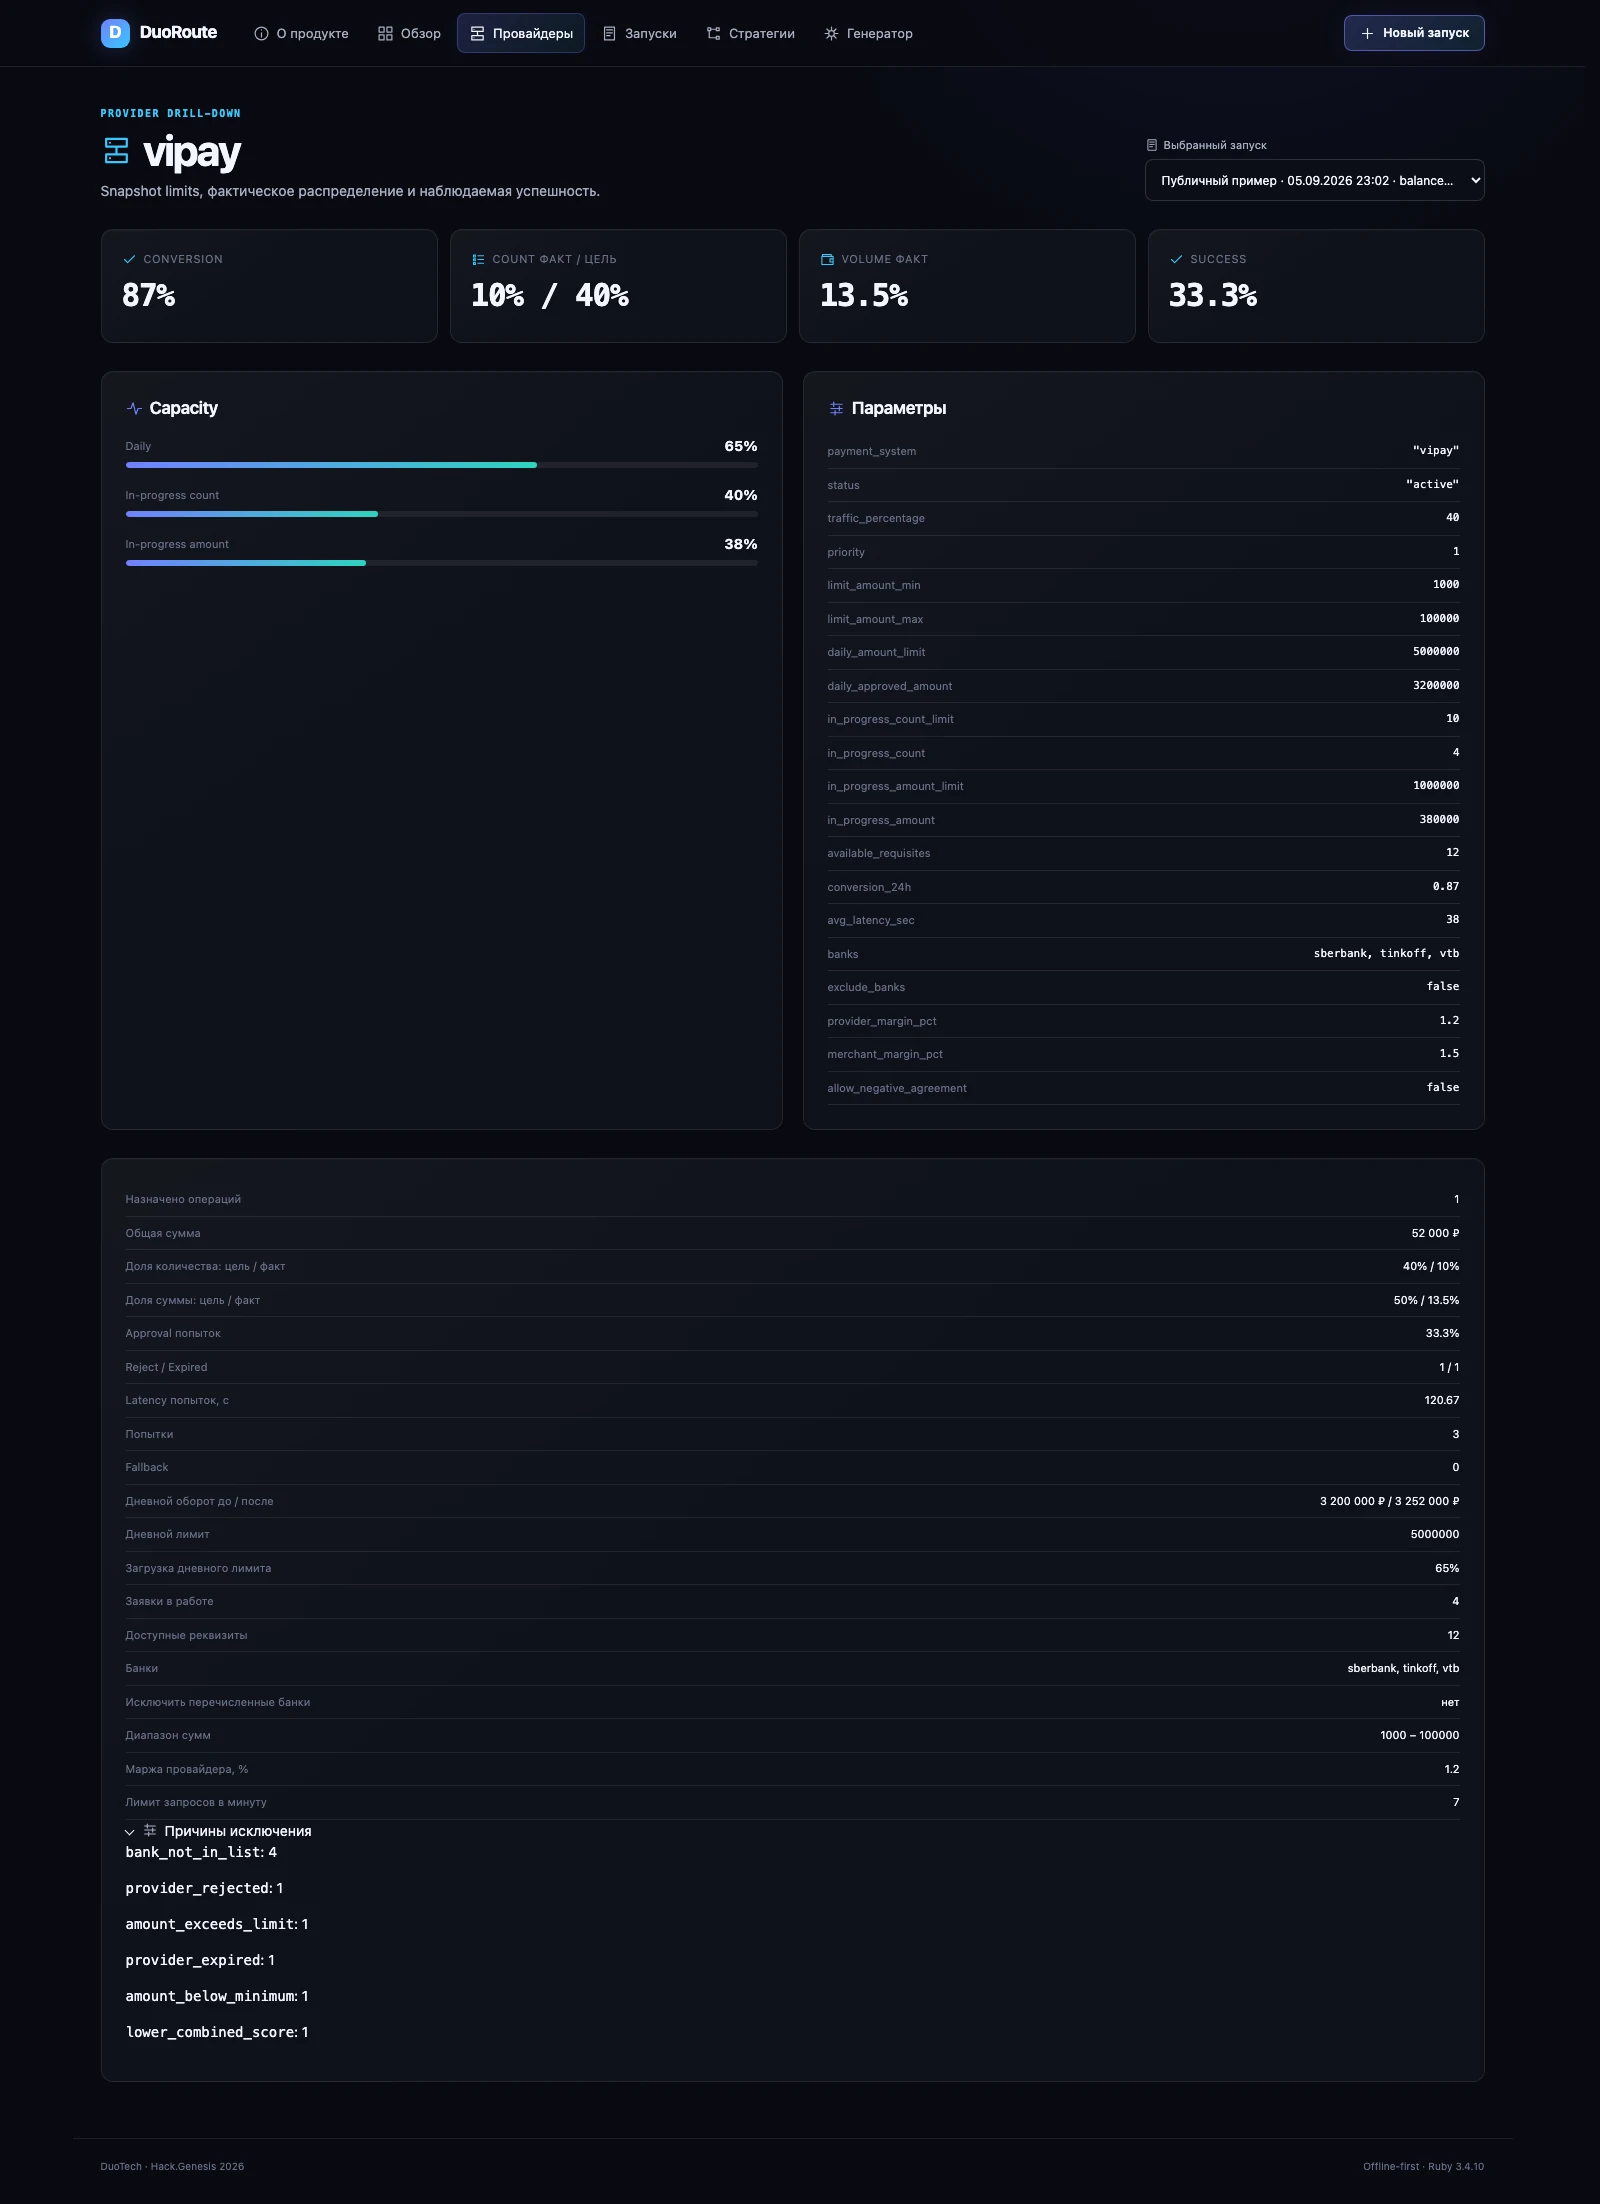 D DuoRoute О продукте Обзор Провайдеры Запуски Стратегии Генератор Новый запуск
PROVIDER DRILL-DOWN
vipay
Snapshot limits, фактическое распределение и наблюдаемая успешность.
Выбранный запуск
Публичный пример · 05.09.2026 23:02 · balance...
CONVERSION
87%
COUNT ФАКТ / ЦЕЛЬ
10% / 40%
VOLUME ФАКТ
13.5%
SUCCESS
33.3%
Capacity
Daily 65%
In-progress count 40%
In-progress amount 38%
Параметры
payment_system "vipay"
status "active"
traffic_percentage 40
priority 1
limit_amount_min 1000
limit_amount_max 100000
daily_amount_limit 5000000
daily_approved_amount 3200000
in_progress_count_limit 10
in_progress_count 4
in_progress_amount_limit 1000000
in_progress_amount 380000
available_requisites 12
conversion_24h 0.87
avg_latency_sec 38
banks sberbank, tinkoff, vtb
exclude_banks false
provider_margin_pct 1.2
merchant_margin_pct 1.5
allow_negative_agreement false
Назначено операций 1
Общая сумма 52 000 ₽
Доля количества: цель / факт 40% / 10%
Доля суммы: цель / факт 50% / 13.5%
Approval попыток 33.3%
Reject / Expired 1 / 1
Latency попыток, с 120.67
Попытки 3
Fallback 0
Дневной оборот до / после 3 200 000 ₽ / 3 252 000 ₽
Дневной лимит 5000000
Загрузка дневного лимита 65%
Заявки в работе 4
Доступные реквизиты 12
Банки sberbank, tinkoff, vtb
Исключить перечисленные банки нет
Диапазон сумм 1000 – 100000
Маржа провайдера, % 1.2
Лимит запросов в минуту 7
Причины исключения
bank_not_in_list: 4
provider_rejected: 1
amount_exceeds_limit: 1
provider_expired: 1
amount_below_minimum: 1
lower_combined_score: 1
DuoTech · Hack.Genesis 2026 Offline-first · Ruby 3.4.10